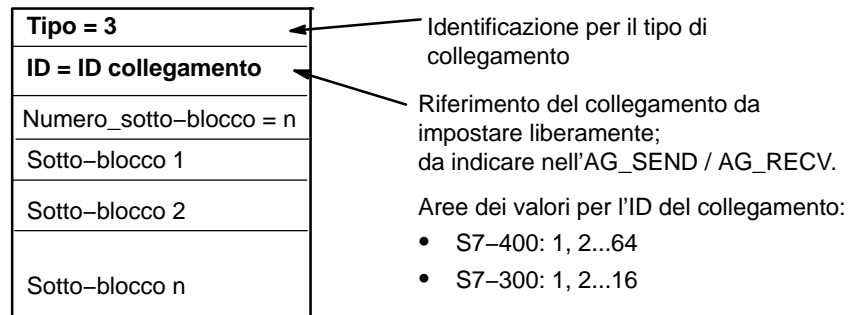 Tipo = 3
ID = ID collegamento
Numero_sotto−blocco = n
Sotto−blocco 1
Sotto−blocco 2
Sotto−blocco n
Identificazione per il tipo di
collegamento
Riferimento del collegamento da
impostare liberamente;
da indicare nell'AG_SEND / AG_RECV.
Aree dei valori per l'ID del collegamento:
• S7−400: 1, 2...64
• S7−300: 1, 2...16